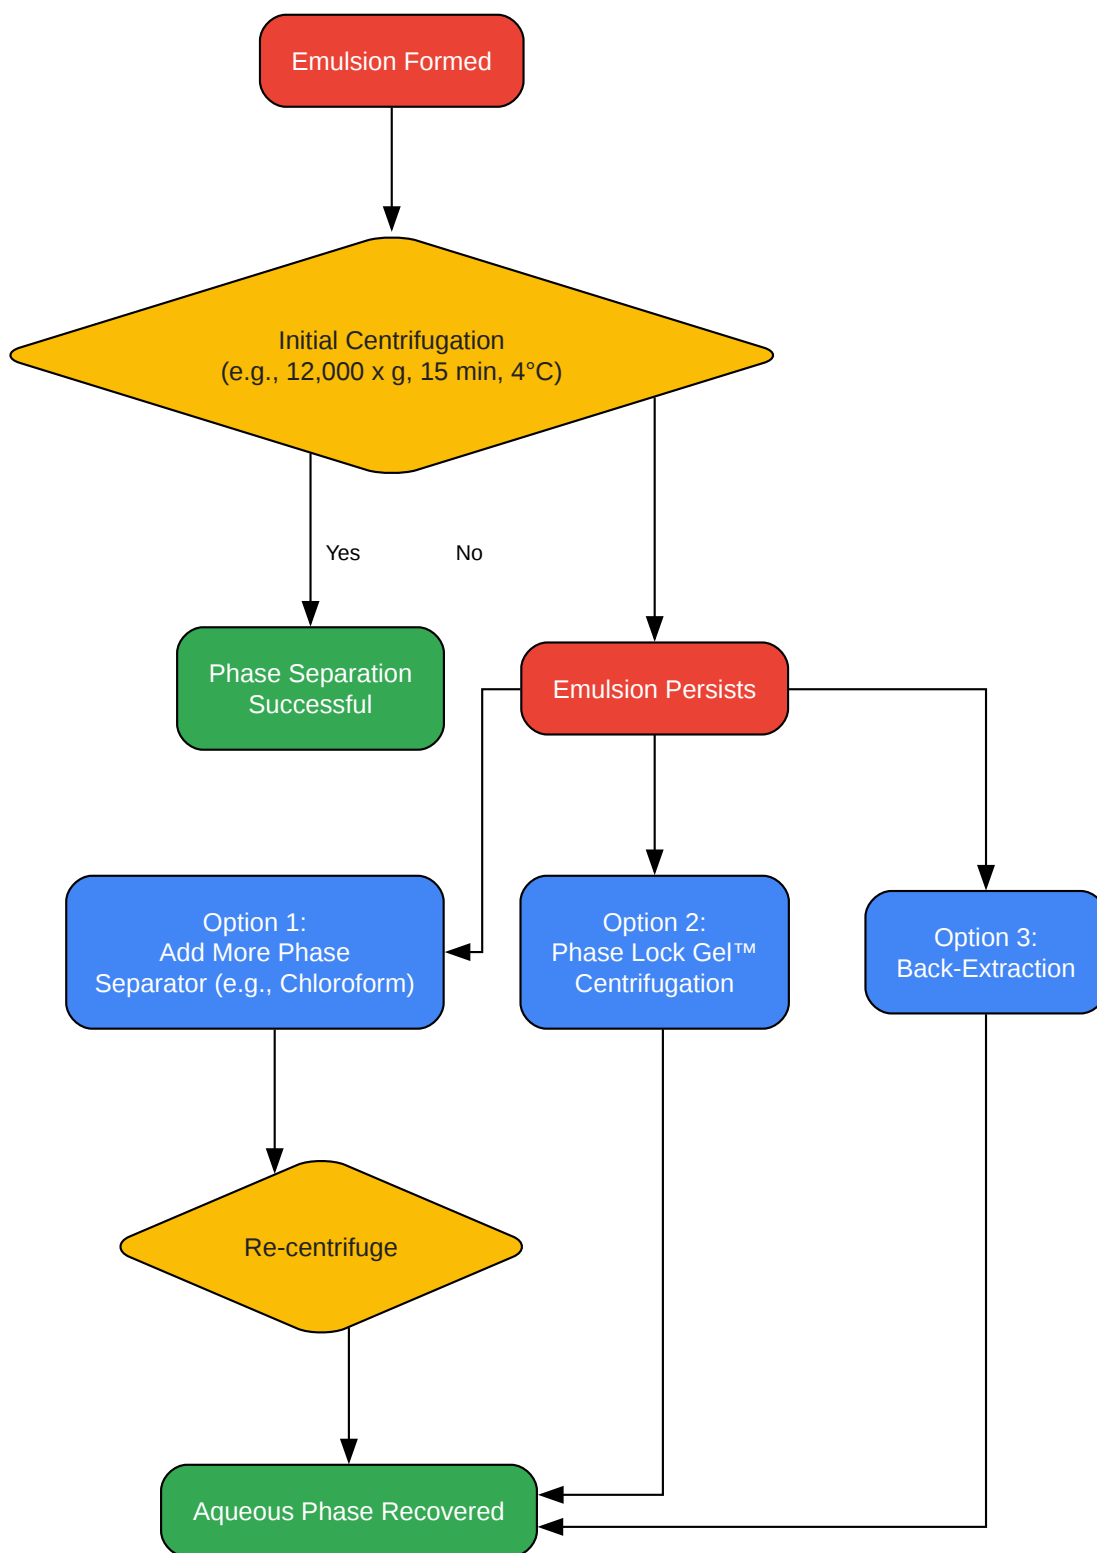 Emulsion Formed
Initial Centrifugation
(e.g., 12,000 x g, 15 min, 4°C)
Yes
No
Phase Separation
Successful
Emulsion Persists
Option 1:
Add More Phase
Separator (e.g., Chloroform)
Option 2:
Phase Lock Gel™
Centrifugation
Option 3:
Back-Extraction
Re-centrifuge
Aqueous Phase Recovered